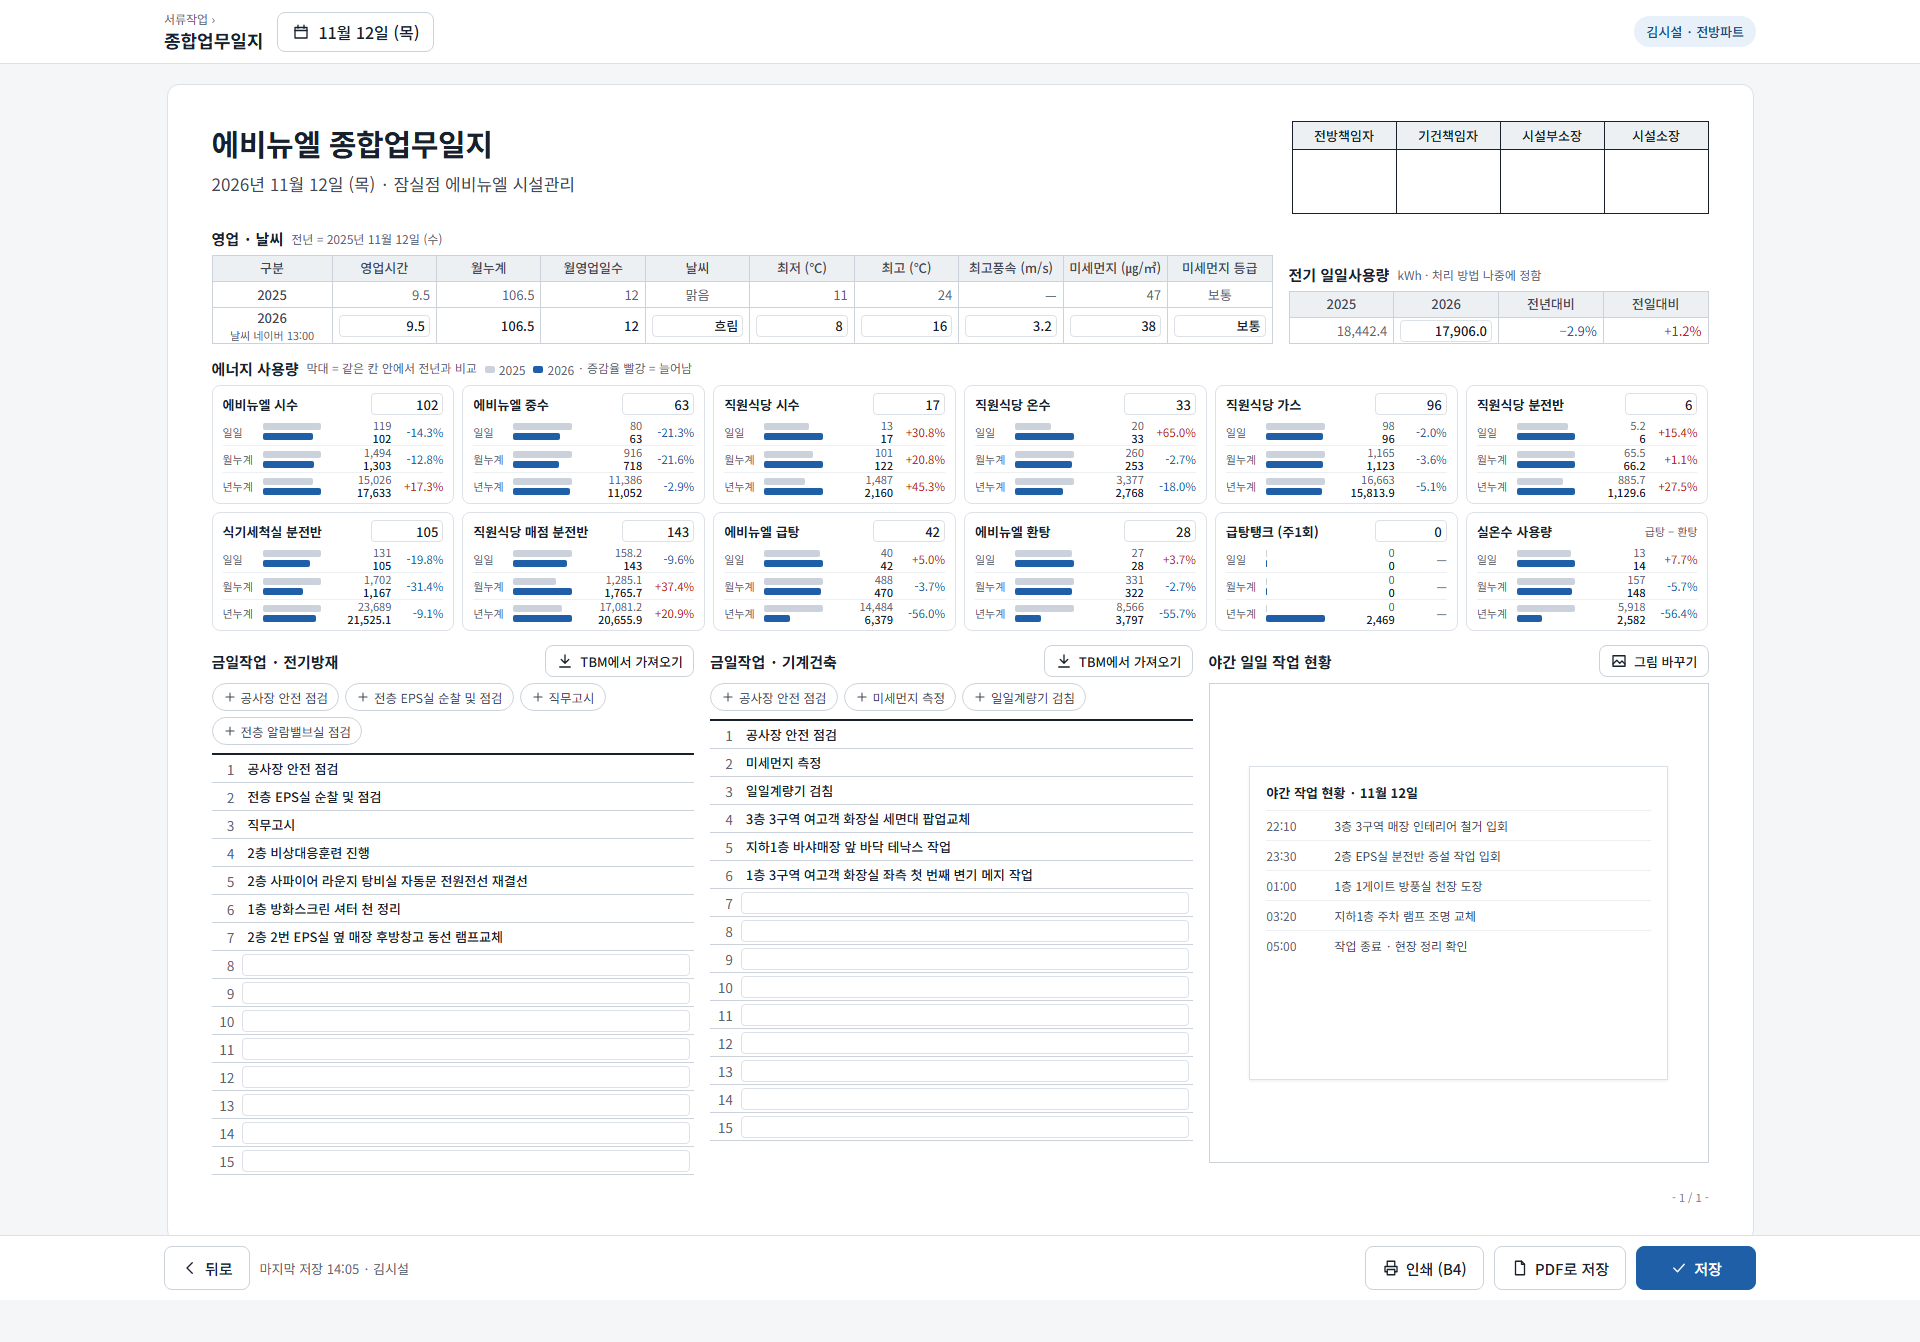 서류작업 ›
종합업무일지
11월 12일 (목)
김시설 · 전방파트
에비뉴엘 종합업무일지
2026년 11월 12일 (목) · 잠실점 에비뉴엘 시설관리
전방책임자 기건책임자 시설부소장 시설소장
영업 · 날씨 전년 = 2025년 11월 12일 (수)
구분 영업시간 월누계 월영업일수 날씨 최저 (℃) 최고 (℃) 최고풍속 (m/s) 미세먼지 (㎍/㎥) 미세먼지 등급
2025 9.5 106.5 12 맑음 11 24 — 47 보통
2026 9.5 106.5 12 흐림 8 16 3.2 38 보통
날씨 네이버 13:00
전기 일일사용량 kWh · 처리 방법 나중에 정함
2025 2026 전년대비 전일대비
18,442.4 17,906.0 −2.9% +1.2%
에너지 사용량 막대 = 같은 칸 안에서 전년과 비교 2025 2026 · 증감율 빨강 = 늘어남
에비뉴엘 시수 102
일일 119 102 -14.3%
월누계 1,494 1,303 -12.8%
년누계 15,026 17,633 +17.3%
에비뉴엘 중수 63
일일 80 63 -21.3%
월누계 916 718 -21.6%
년누계 11,386 11,052 -2.9%
직원식당 시수 17
일일 13 17 +30.8%
월누계 101 122 +20.8%
년누계 1,487 2,160 +45.3%
직원식당 온수 33
일일 20 33 +65.0%
월누계 260 253 -2.7%
년누계 3,377 2,768 -18.0%
직원식당 가스 96
일일 98 96 -2.0%
월누계 1,165 1,123 -3.6%
년누계 16,663 15,813.9 -5.1%
직원식당 분전반 6
일일 5.2 6 +15.4%
월누계 65.5 66.2 +1.1%
년누계 885.7 1,129.6 +27.5%
식기세척실 분전반 105
일일 131 105 -19.8%
월누계 1,702 1,167 -31.4%
년누계 23,689 21,525.1 -9.1%
직원식당 매점 분전반 143
일일 158.2 143 -9.6%
월누계 1,285.1 1,765.7 +37.4%
년누계 17,081.2 20,655.9 +20.9%
에비뉴엘 급탕 42
일일 40 42 +5.0%
월누계 488 470 -3.7%
년누계 14,484 6,379 -56.0%
에비뉴엘 환탕 28
일일 27 28 +3.7%
월누계 331 322 -2.7%
년누계 8,566 3,797 -55.7%
급탕탱크 (주1회) 0
일일 0 0 —
월누계 0 0 —
년누계 0 2,469 —
실온수 사용량 급탕 − 환탕
일일 13 14 +7.7%
월누계 157 148 -5.7%
년누계 5,918 2,582 -56.4%
금일작업 · 전기방재 TBM에서 가져오기
+ 공사장 안전 점검 + 전층 EPS실 순찰 및 점검 + 직무고시
+ 전층 알람밸브실 점검
1 공사장 안전 점검
2 전층 EPS실 순찰 및 점검
3 직무고시
4 2층 비상대응훈련 진행
5 2층 사파이어 라운지 탕비실 자동문 전원전선 재결선
6 1층 방화스크린 셔터 천 정리
7 2층 2번 EPS실 옆 매장 후방창고 동선 램프교체
8
9
10
11
12
13
14
15
금일작업 · 기계건축 TBM에서 가져오기
+ 공사장 안전 점검 + 미세먼지 측정 + 일일계량기 검침
1 공사장 안전 점검
2 미세먼지 측정
3 일일계량기 검침
4 3층 3구역 여고객 화장실 세면대 팝업교체
5 지하1층 바샤매장 앞 바닥 테낙스 작업
6 1층 3구역 여고객 화장실 좌측 첫 번째 변기 메지 작업
7
8
9
10
11
12
13
14
15
야간 일일 작업 현황 그림 바꾸기
야간 작업 현황 · 11월 12일
22:10 3층 3구역 매장 인테리어 철거 입회
23:30 2층 EPS실 분전반 증설 작업 입회
01:00 1층 1게이트 방풍실 천장 도장
03:20 지하1층 주차 램프 조명 교체
05:00 작업 종료 · 현장 정리 확인
- 1 / 1 -
뒤로
마지막 저장 14:05 · 김시설
인쇄 (B4)
PDF로 저장
저장